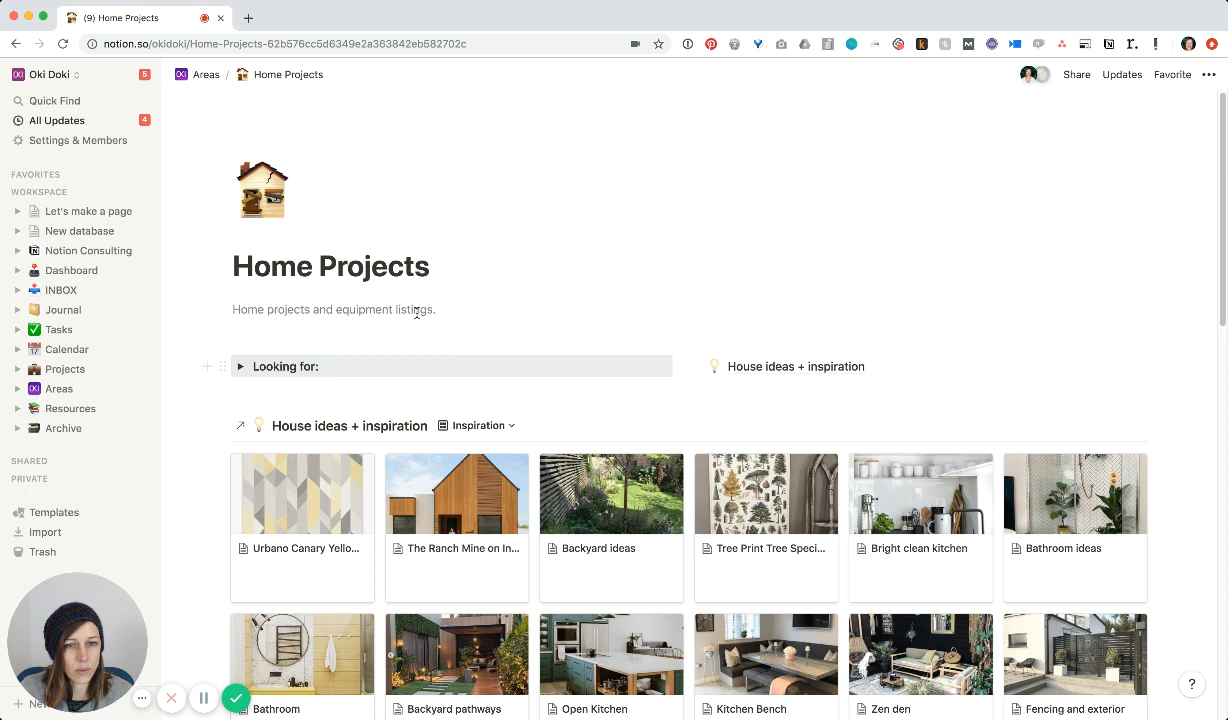 (9) Home Projects
notion.so/okidoki/Home-Projects-62b576cc5d6349e2a363842eb582702c
OKI Oki Doki 5
Areas / Home Projects
Share Updates Favorite
Quick Find
All Updates 4
Settings & Members
FAVORITES
WORKSPACE
Let's make a page
New database
Notion Consulting
Dashboard
INBOX
Journal
Tasks
Calendar
Projects
Areas
Resources
Archive
SHARED
PRIVATE
Templates
Import
Trash
+ Ne
Home Projects
Home projects and equipment listings.
Looking for:
House ideas + inspiration
House ideas + inspiration Inspiration
Urbano Canary Yello...
The Ranch Mine on In...
Backyard ideas
Tree Print Tree Speci...
Bright clean kitchen
Bathroom ideas
Bathroom
Backyard pathways
Open Kitchen
Kitchen Bench
Zen den
Fencing and exterior
?